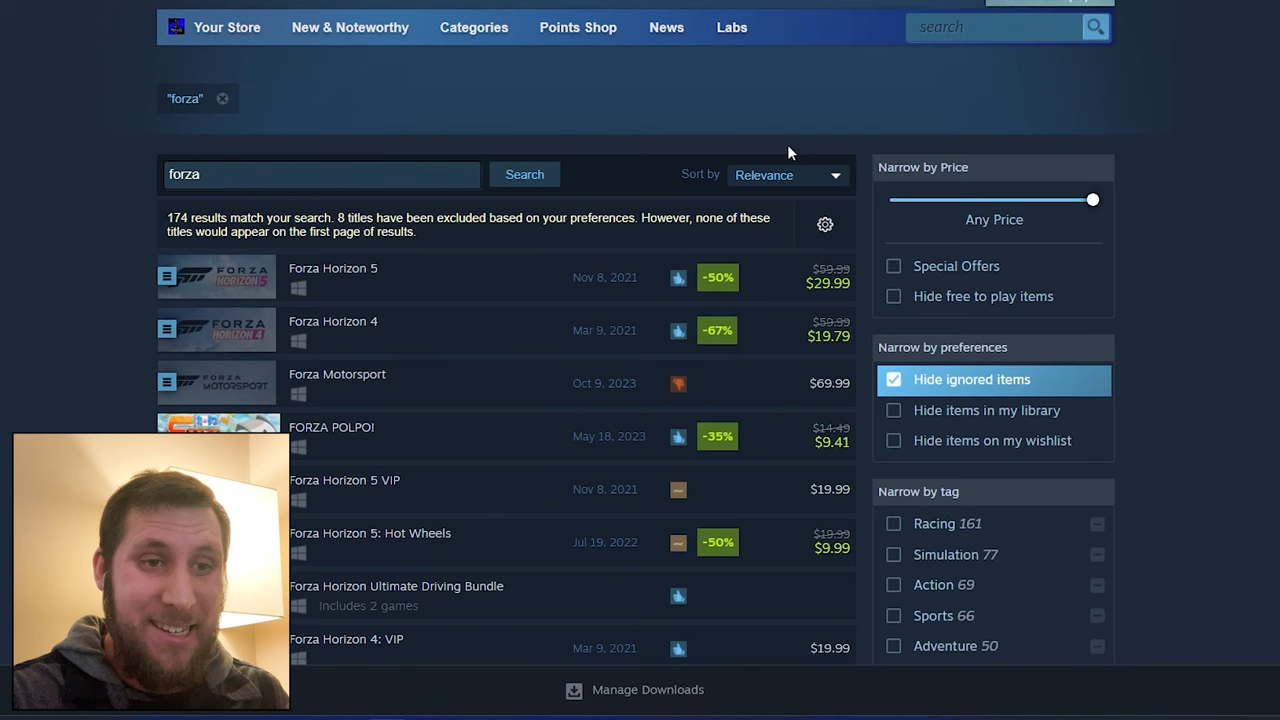 Your Store New & Noteworthy Categories Points Shop News Labs search
"forza"
forza Search Sort by Relevance
174 results match your search. 8 titles have been excluded based on your preferences. However, none of these
titles would appear on the first page of results.
FORZA HORIZON 5 Forza Horizon 5 Nov 8, 2021 -50% $59.99
$29.99
FORZA HORIZON 4 Forza Horizon 4 Mar 9, 2021 -67% $59.99
$19.79
FORZA MOTORSPORT Forza Motorsport Oct 9, 2023 $69.99
FORZA POLPO! May 18, 2023 -35% $14.49
$9.41
Forza Horizon 5 VIP Nov 8, 2021 $19.99
Forza Horizon 5: Hot Wheels Jul 19, 2022 -50% $19.99
$9.99
Forza Horizon Ultimate Driving Bundle
Includes 2 games
Forza Horizon 4: VIP Mar 9, 2021 $19.99
Narrow by Price
Any Price
Special Offers
Hide free to play items
Narrow by preferences
Hide ignored items
Hide items in my library
Hide items on my wishlist
Narrow by tag
Racing 161
Simulation 77
Action 69
Sports 66
Adventure 50
Manage Downloads